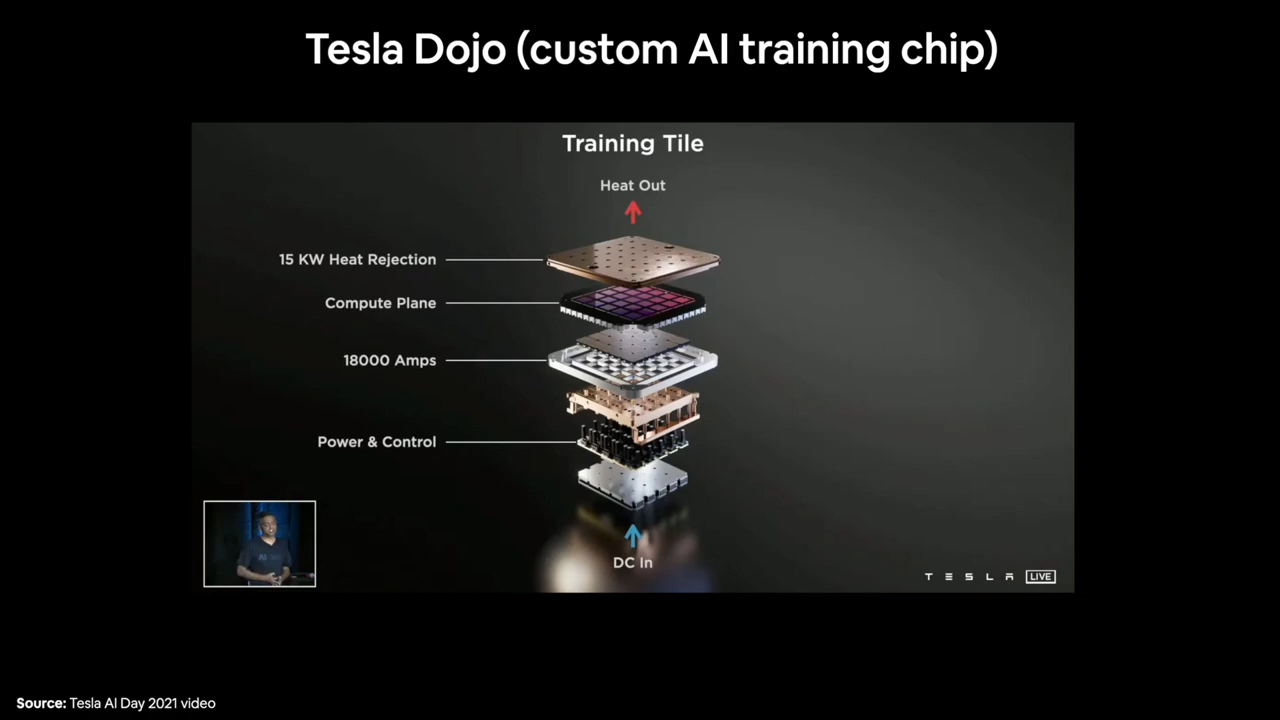 Tesla Dojo (custom AI training chip)
Training Tile
Heat Out
15 KW Heat Rejection
Compute Plane
18000 Amps
Power & Control
DC In
TESLA LIVE
Source: Tesla AI Day 2021 video